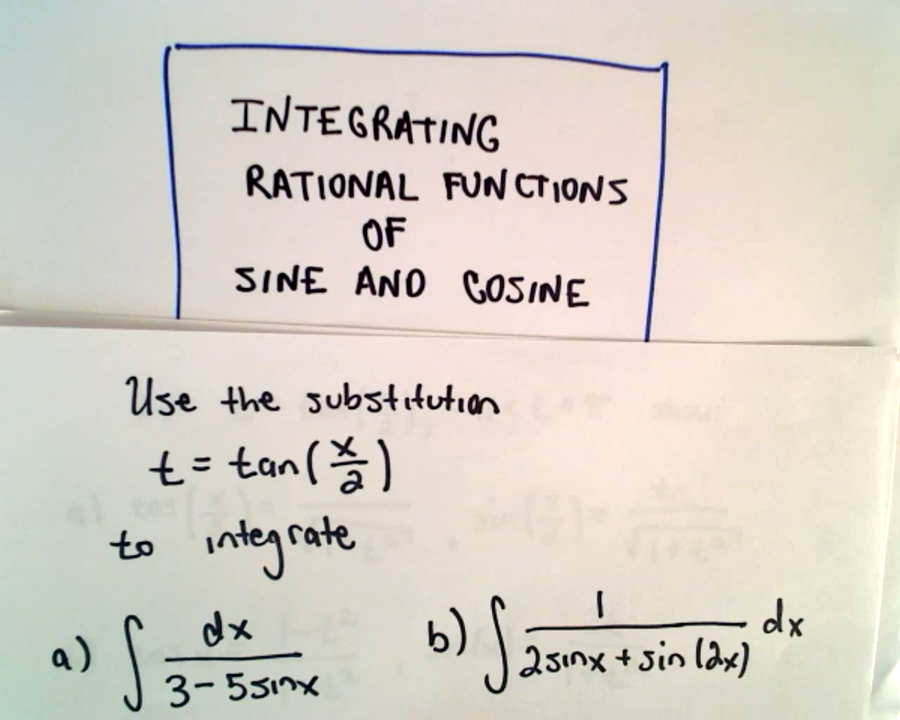 INTEGRATING
RATIONAL FUNCTIONS
OF
SINE AND COSINE
Use the substitution
t = tan(x/2)
to integrate
a) ∫ dx/(3-5sinx) b) ∫ 1/(2sinx + sin(2x)) dx